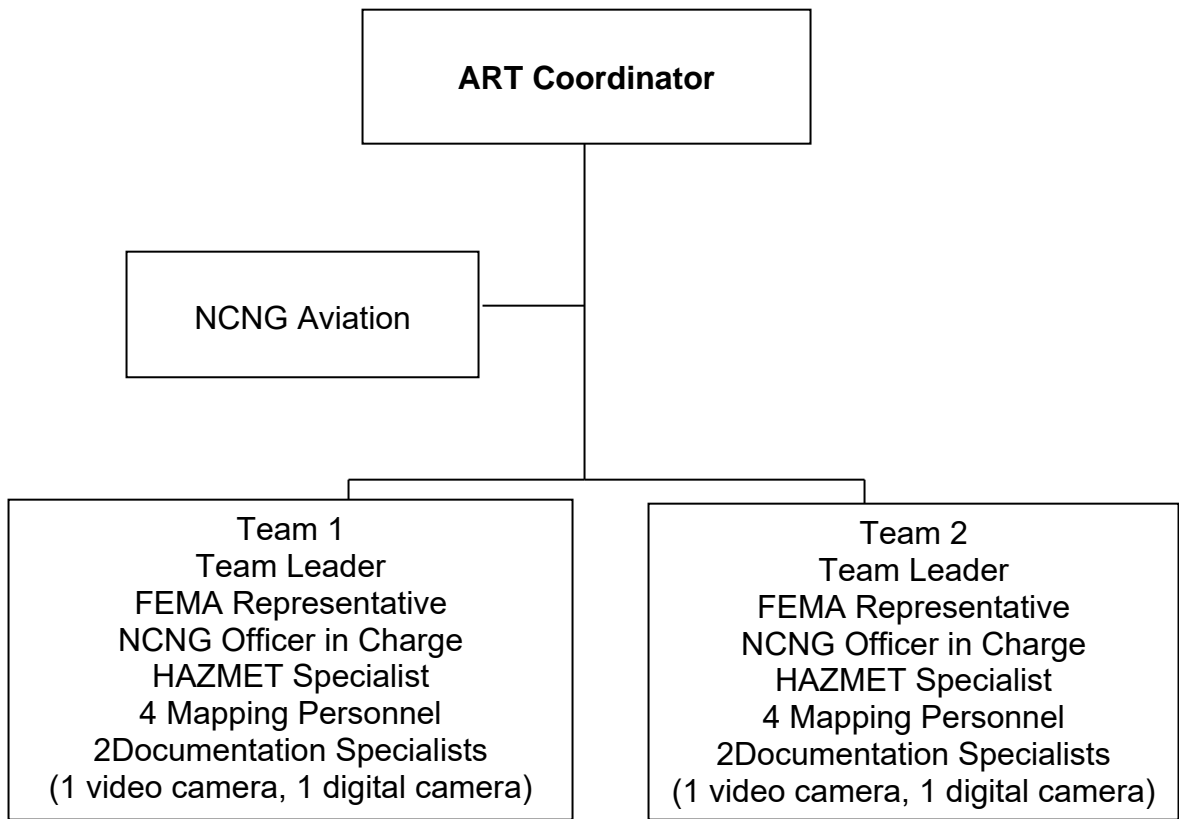 ART Coordinator
NCNG Aviation
Team 1
Team Leader
FEMA Representative
NCNG Officer in Charge
HAZMET Specialist
4 Mapping Personnel
2Documentation Specialists
(1 video camera, 1 digital camera)
Team 2
Team Leader
FEMA Representative
NCNG Officer in Charge
HAZMET Specialist
4 Mapping Personnel
2Documentation Specialists
(1 video camera, 1 digital camera)